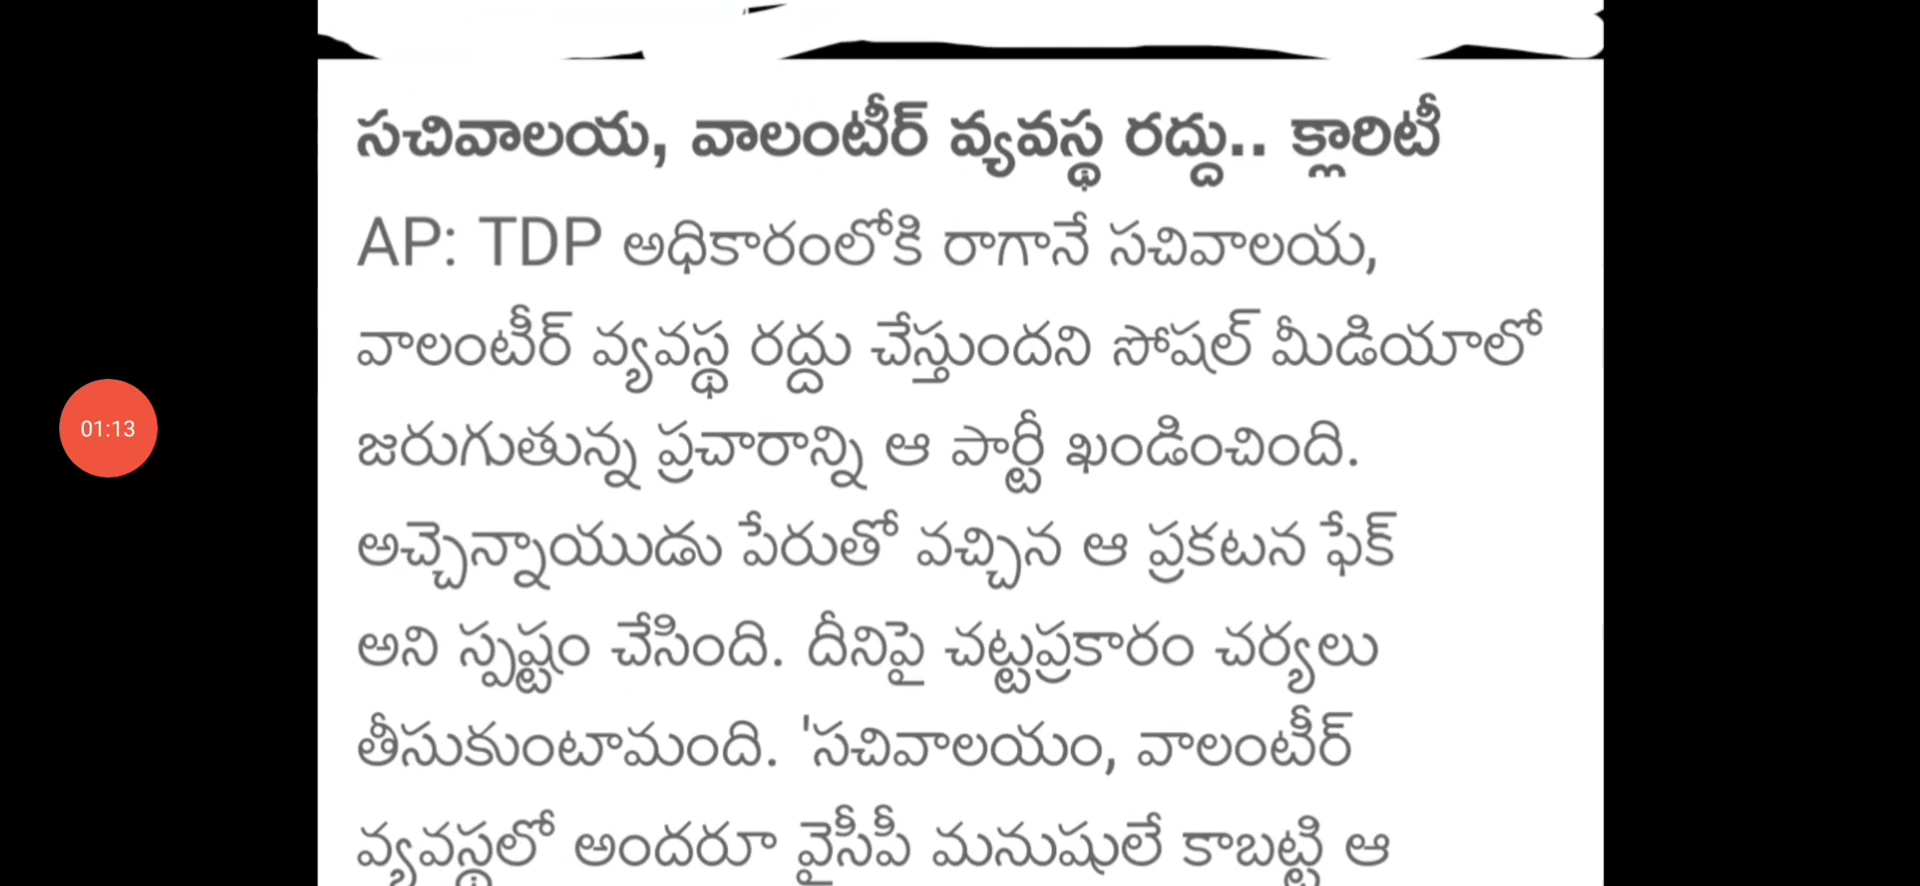 సచివాలయ, వాలంటీర్ వ్యవస్థ రద్దు.. క్లారిటీ
AP: TDP అధికారంలోకి రాగానే సచివాలయ,
వాలంటీర్ వ్యవస్థ రద్దు చేస్తుందని సోషల్ మీడియాలో
జరుగుతున్న ప్రచారాన్ని ఆ పార్టీ ఖండించింది.
అచ్చెన్నాయుడు పేరుతో వచ్చిన ఆ ప్రకటన ఫేక్
అని స్పష్టం చేసింది. దీనిపై చట్టప్రకారం చర్యలు
తీసుకుంటామంది. 'సచివాలయం, వాలంటీర్
వ్యవస్థలో అందరూ వైసీపీ మనుషులే కాబట్టి ఆ
01:13